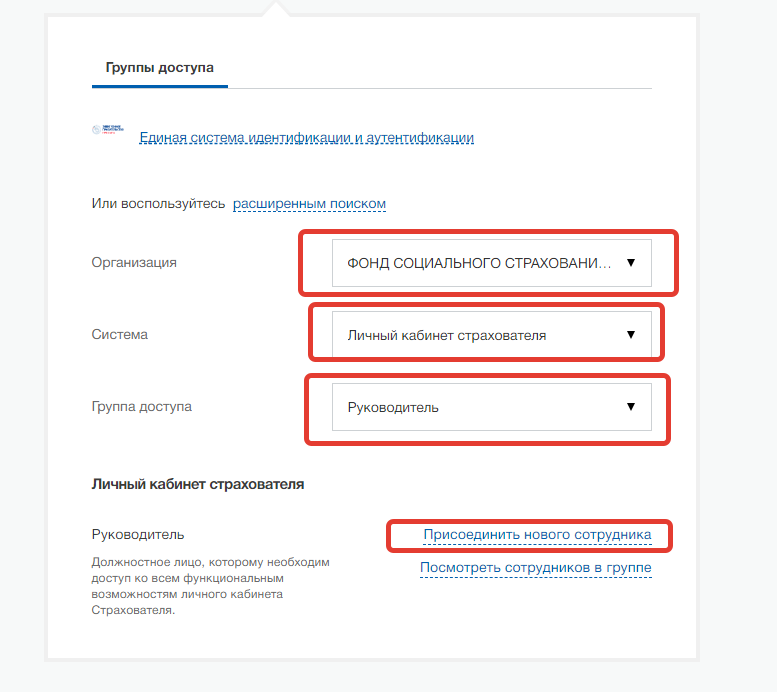 Группы доступа
Единая система идентификации и аутентификации
Или воспользуйтесь расширенным поиском
Организация
ФОНД СОЦИАЛЬНОГО СТРАХОВАНИ...
Система
Личный кабинет страхователя
Группа доступа
Руководитель
Личный кабинет страхователя
Руководитель
Присоединить нового сотрудника
Должностное лицо, которому необходим
доступ ко всем функциональным
возможностям личного кабинета
Страхователя.
Посмотреть сотрудников в группе